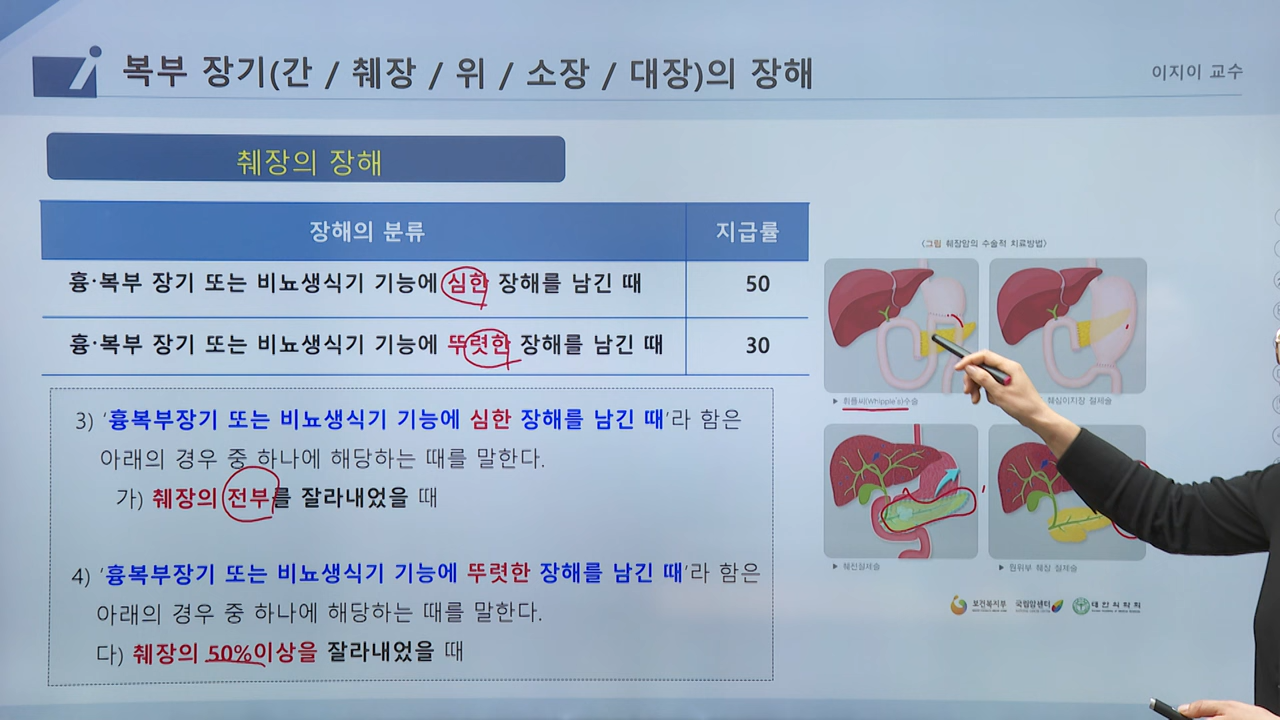 복부 장기(간 / 췌장 / 위 / 소장 / 대장)의 장해
이지이 교수
췌장의 장해
장해의 분류 지급률
흉·복부 장기 또는 비뇨생식기 기능에 심한 장해를 남긴 때 50
흉·복부 장기 또는 비뇨생식기 기능에 뚜렷한 장해를 남긴 때 30
3) ‘흉복부장기 또는 비뇨생식기 기능에 심한 장해를 남긴 때’라 함은
아래의 경우 중 하나에 해당하는 때를 말한다.
가) 췌장의 전부를 잘라내었을 때
4) ‘흉복부장기 또는 비뇨생식기 기능에 뚜렷한 장해를 남긴 때’라 함은
아래의 경우 중 하나에 해당하는 때를 말한다.
다) 췌장의 50%이상을 잘라내었을 때
<그림 췌장암의 수술적 치료방법>
▶ 휘플씨(Whipple's)수술
췌십이지장 절제술
▶ 췌전절제술
▶ 원위부 췌장 절제술
보건복지부 국립암센터 대한의학회